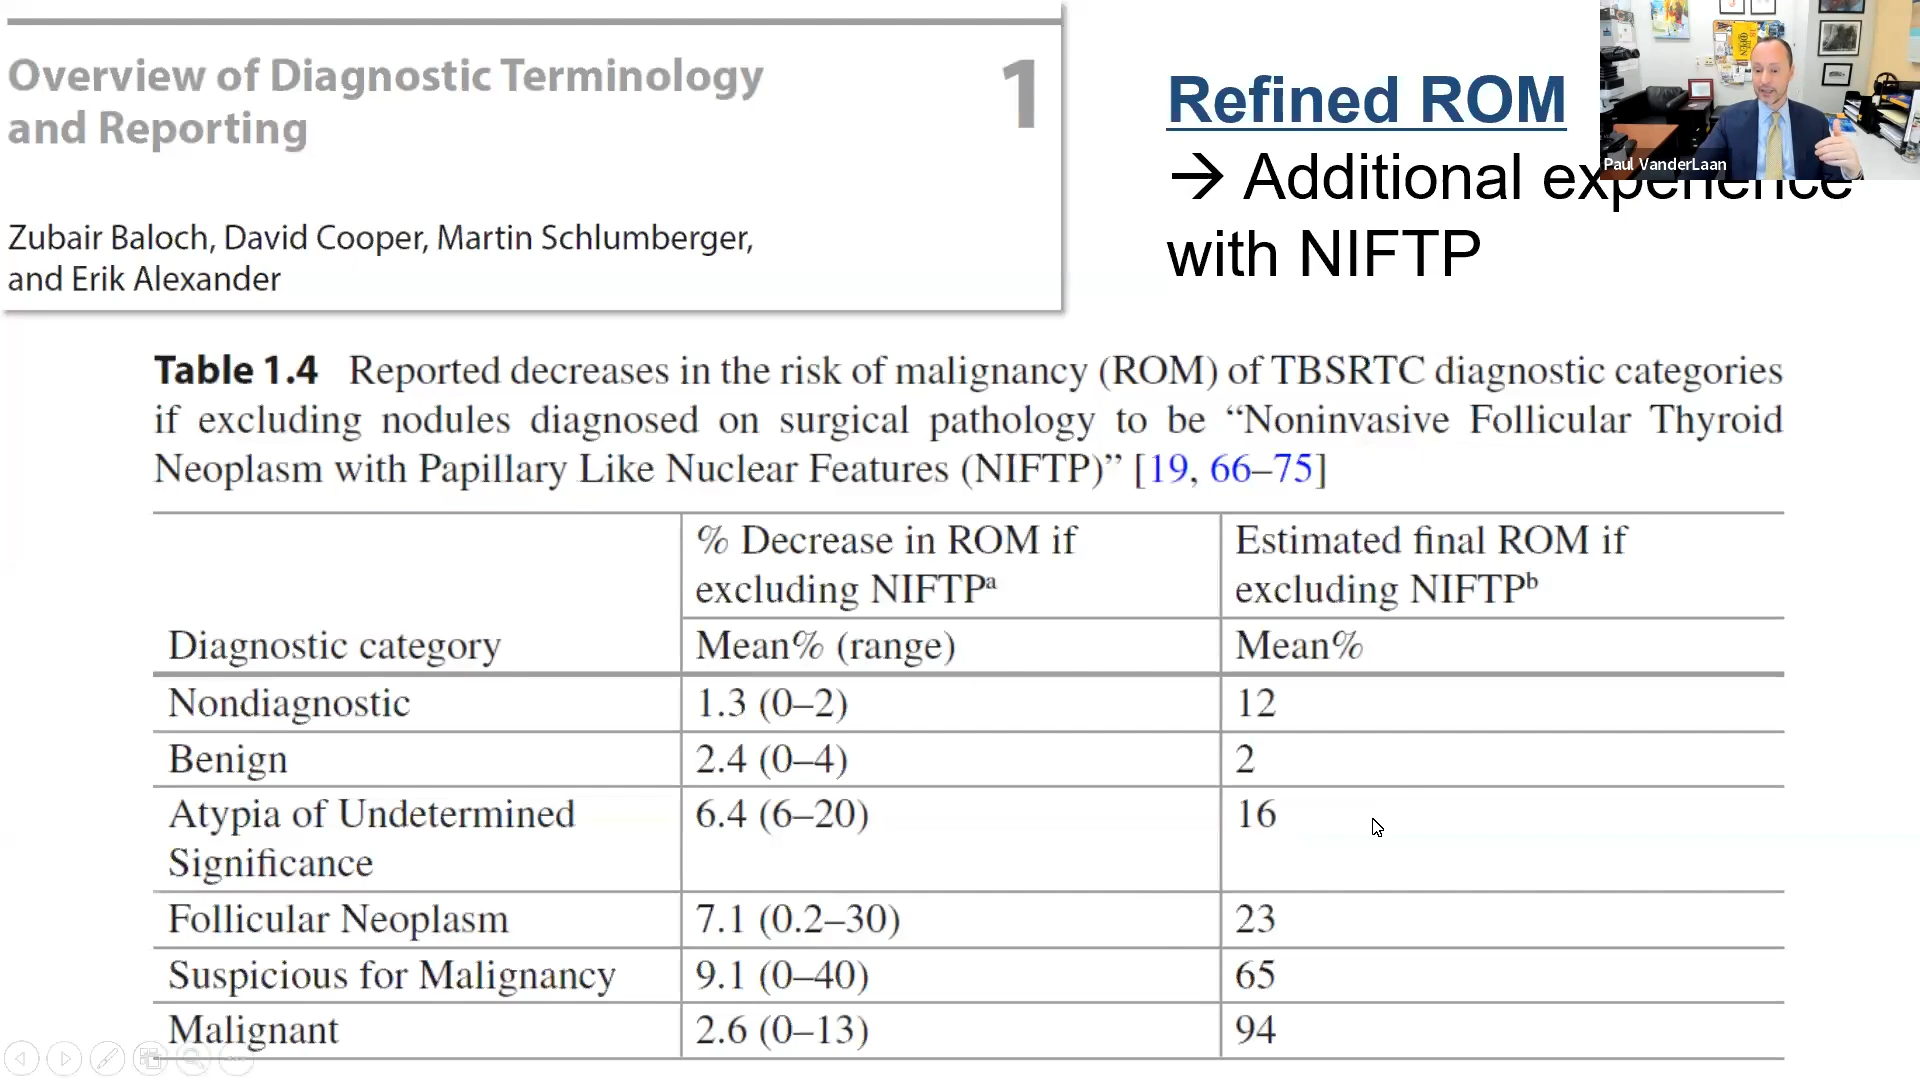 Overview of Diagnostic Terminology
and Reporting
1
Zubair Baloch, David Cooper, Martin Schlumberger,
and Erik Alexander
Refined ROM
→ Additional experience
with NIFTP
Paul VanderLaan
Table 1.4 Reported decreases in the risk of malignancy (ROM) of TBSRTC diagnostic categories
if excluding nodules diagnosed on surgical pathology to be “Noninvasive Follicular Thyroid
Neoplasm with Papillary Like Nuclear Features (NIFTP)” [19, 66–75]
% Decrease in ROM if
excluding NIFTPᵃ
Estimated final ROM if
excluding NIFTPᵇ
Diagnostic category
Mean% (range)
Mean%
Nondiagnostic 1.3 (0–2) 12
Benign 2.4 (0–4) 2
Atypia of Undetermined
Significance
6.4 (6–20) 16
Follicular Neoplasm 7.1 (0.2–30) 23
Suspicious for Malignancy 9.1 (0–40) 65
Malignant 2.6 (0–13) 94